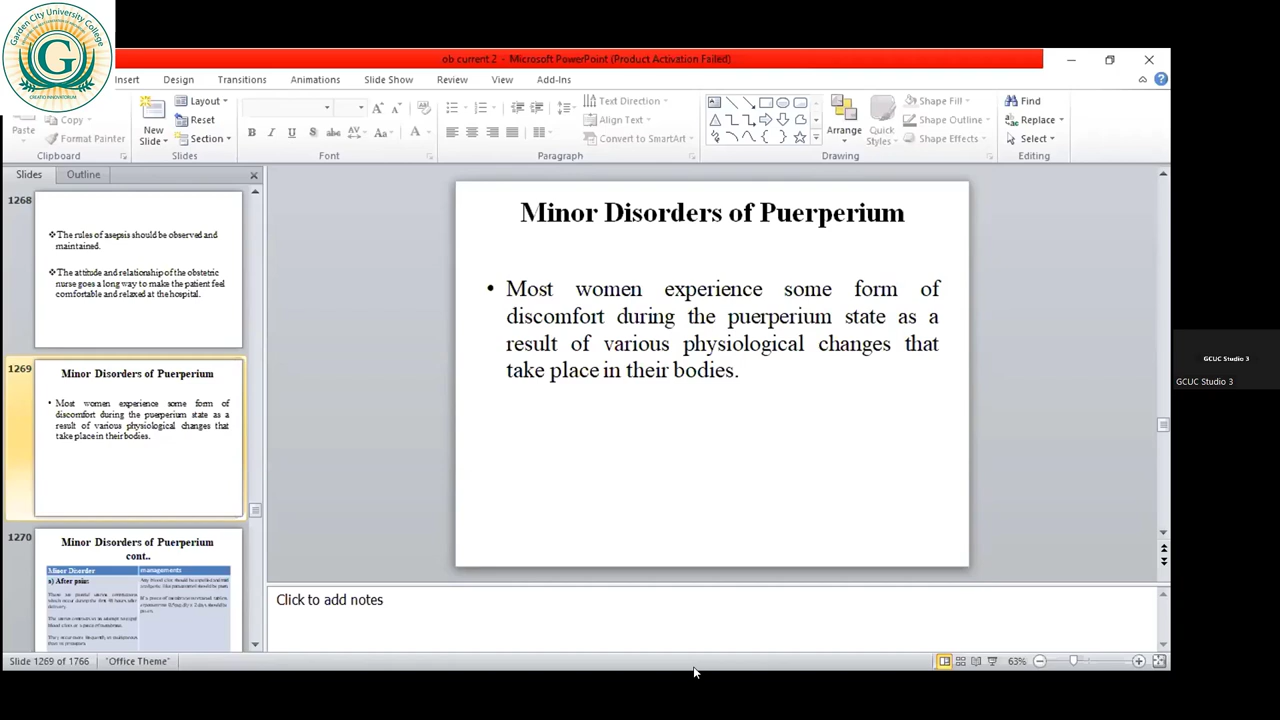 Garden City University College
G
ob current 2 - Microsoft PowerPoint (Product Activation Failed)
Insert Design Transitions Animations Slide Show Review View Add-Ins
Paste
Copy
Format Painter
Clipboard
New
Slide
Layout
Reset
Section
Slides
Font
Text Direction
Align Text
Convert to SmartArt
Paragraph
Arrange
Quick
Styles
Shape Fill
Shape Outline
Shape Effects
Drawing
Find
Replace
Select
Editing
Slides Outline
1268
The rules of asepsis should be observed and
maintained.
The attitude and relationship of the obstetric
nurse goes a long way to make the patient feel
comfortable and relaxed at the hospital.
1269
Minor Disorders of Puerperium
• Most women experience some form of
discomfort during the puerperium state as a
result of various physiological changes that
take place in their bodies.
1270
Minor Disorders of Puerperium
cont..
Minor Disorder managements
a) After pain:
Minor Disorders of Puerperium
• Most women experience some form of
discomfort during the puerperium state as a
result of various physiological changes that
take place in their bodies.
Click to add notes
GCUC Studio 3
GCUC Studio 3
Slide 1269 of 1766 "Office Theme" 63%